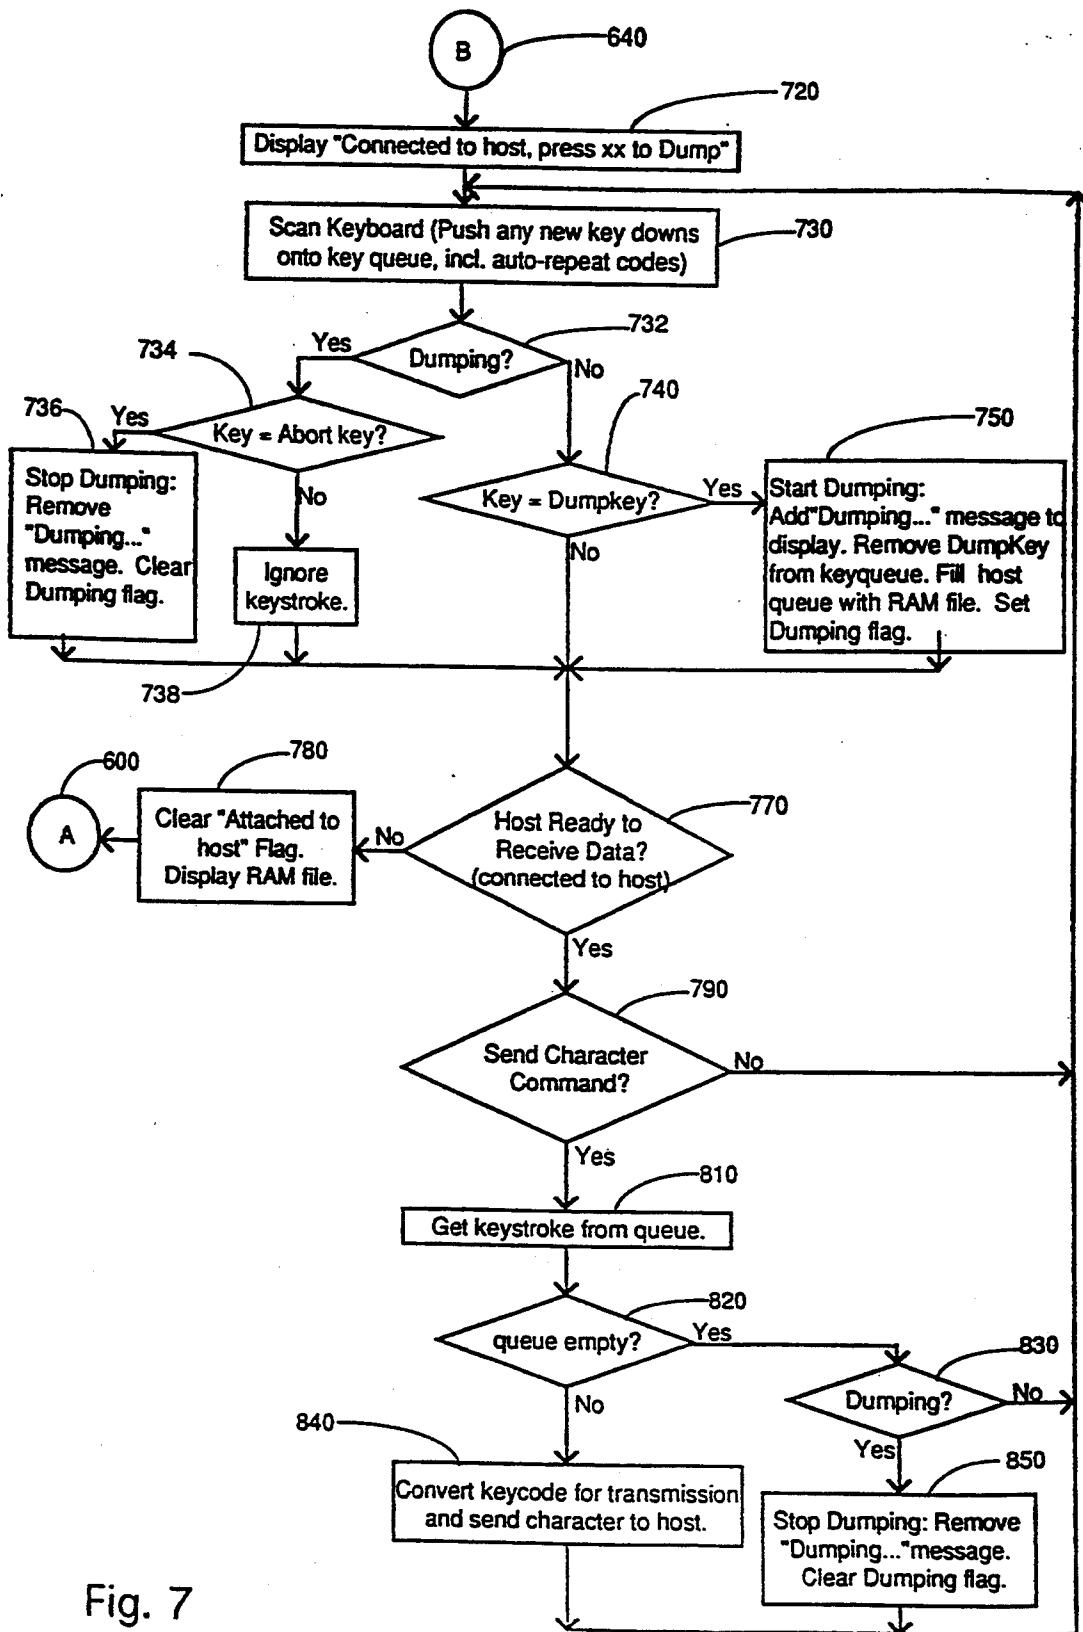 B
640
720
Display "Connected to host, press xx to Dump"
Scan Keyboard (Push any new key downs
onto key queue, incl. auto-repeat codes)
730
732
Dumping?
Yes
No
734
Key = Abort key?
Yes
No
736
Stop Dumping:
Remove
"Dumping..."
message. Clear
Dumping flag.
Ignore
keystroke.
738
740
Key = Dumpkey?
Yes
No
750
Start Dumping:
Add"Dumping..." message to
display. Remove DumpKey
from keyqueue. Fill host
queue with RAM file. Set
Dumping flag.
600
A
780
Clear "Attached to
host" Flag.
Display RAM file.
No
770
Host Ready to
Receive Data?
(connected to host)
Yes
790
Send Character
Command?
No
Yes
810
Get keystroke from queue.
820
queue empty?
Yes
No
830
Dumping?
No
Yes
840
Convert keycode for transmission
and send character to host.
850
Stop Dumping: Remove
"Dumping..."message.
Clear Dumping flag.
Fig. 7